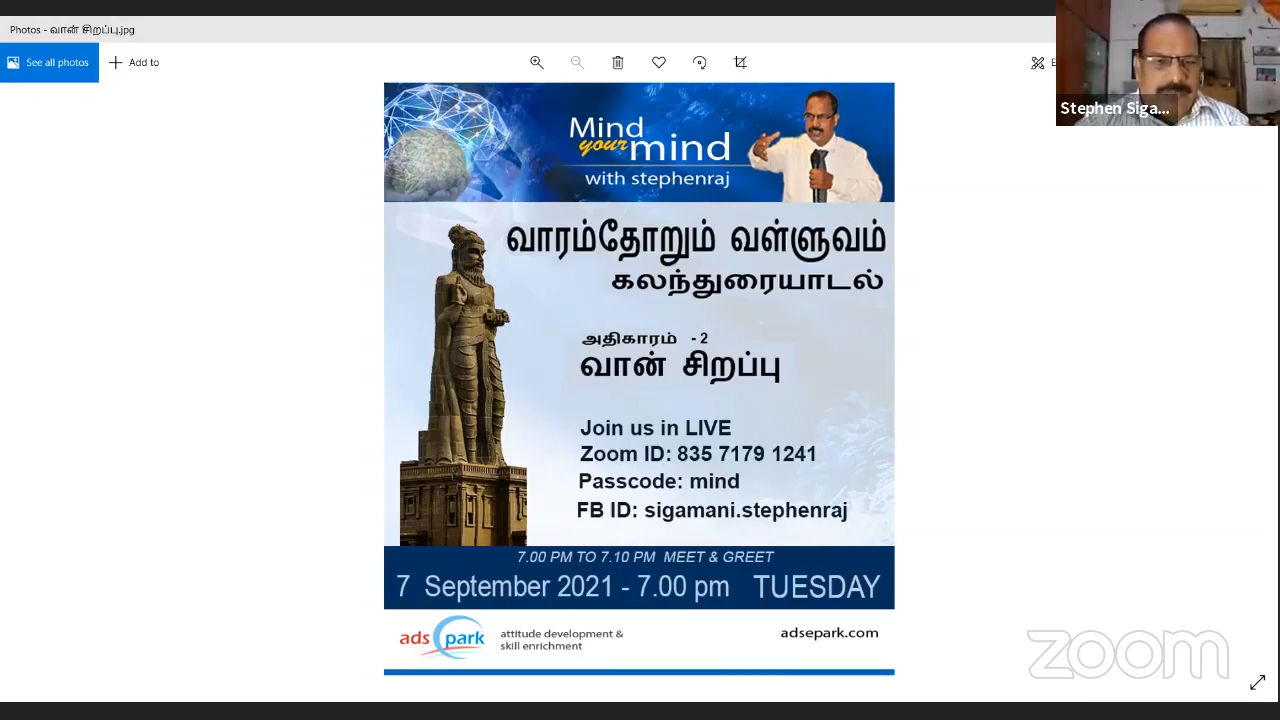 Photos - வான் சிறப்பு.jpg
See all photos
Add to
Stephen Siga...
Mind
your mind
with stephenraj
வாரம்தோறும் வள்ளுவம்
கலந்துரையாடல்
அதிகாரம் - 2
வான் சிறப்பு
Join us in LIVE
Zoom ID: 835 7179 1241
Passcode: mind
FB ID: sigamani.stephenraj
7.00 PM TO 7.10 PM MEET & GREET
7 September 2021 - 7.00 pm TUESDAY
ads park
attitude development &
skill enrichment
adsepark.com
zoom